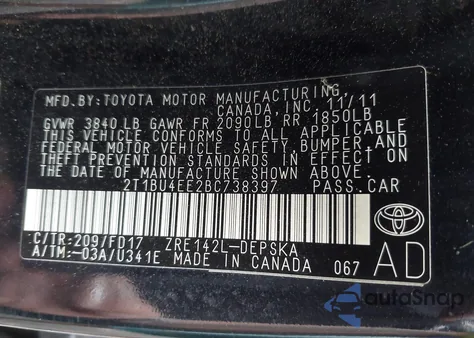 MFD.BY:TOYOTA MOTOR MANUFACTURING,
CANADA,INC. 11/11
GVWR 3840 LB GAWR FR 2090LB,RR 1850LB
THIS VEHICLE CONFORMS TO ALL APPLICABLE
FEDERAL MOTOR VEHICLE SAFETY, BUMPER,AND
THEFT PREVENTION STANDARDS IN EFFECT ON
THE DATE OF MANUFACTURE SHOWN ABOVE.
2T1BU4EE2BC738397 PASS.CAR
C/TR:209/FD17 ZRE142L-DEPSKA
A/TM:-03A/U341E MADE IN CANADA 067
AD
autoSnap